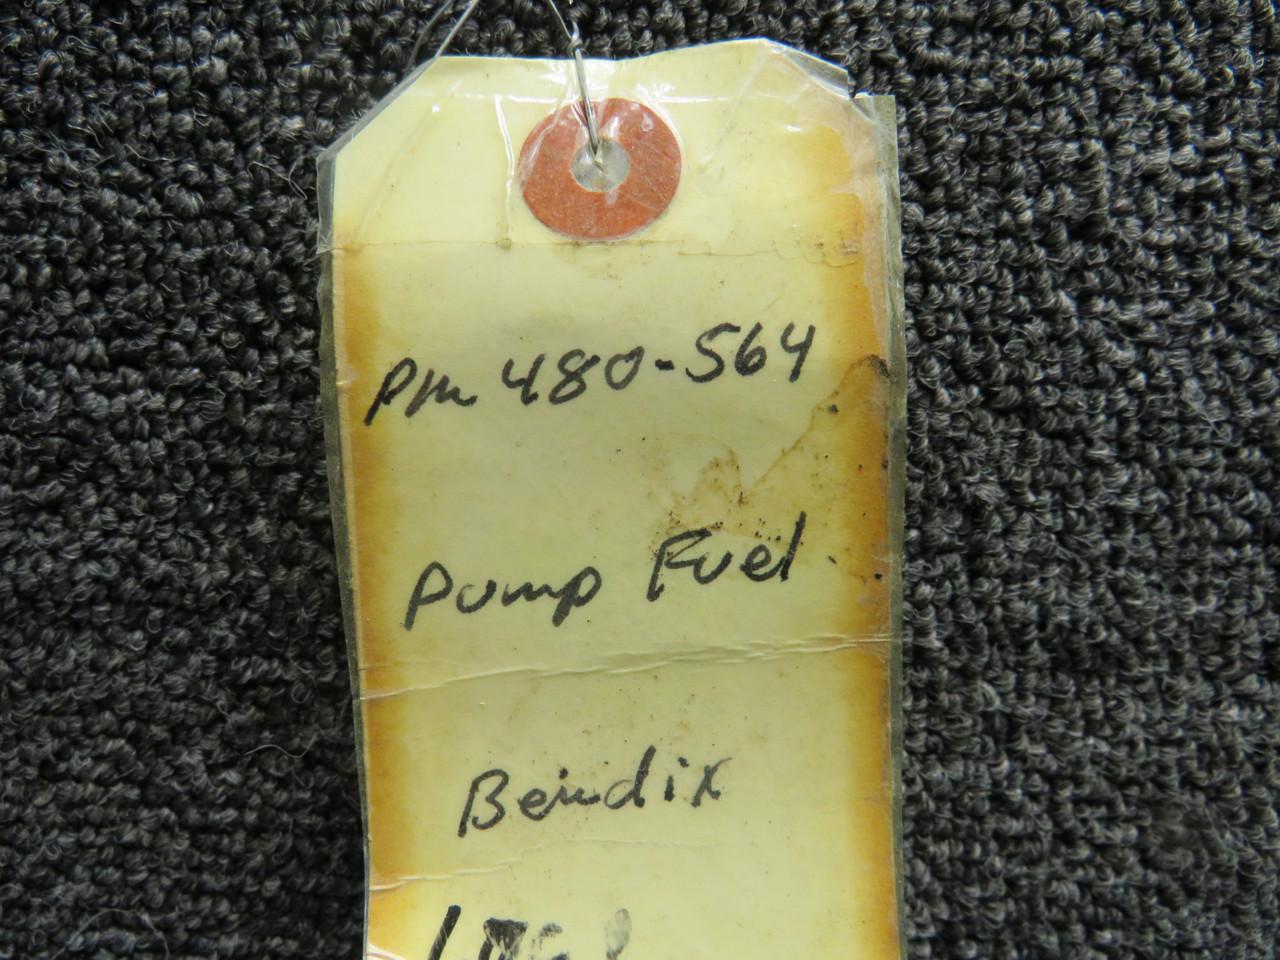 Pm 480-564
Pump Fuel
Bendix